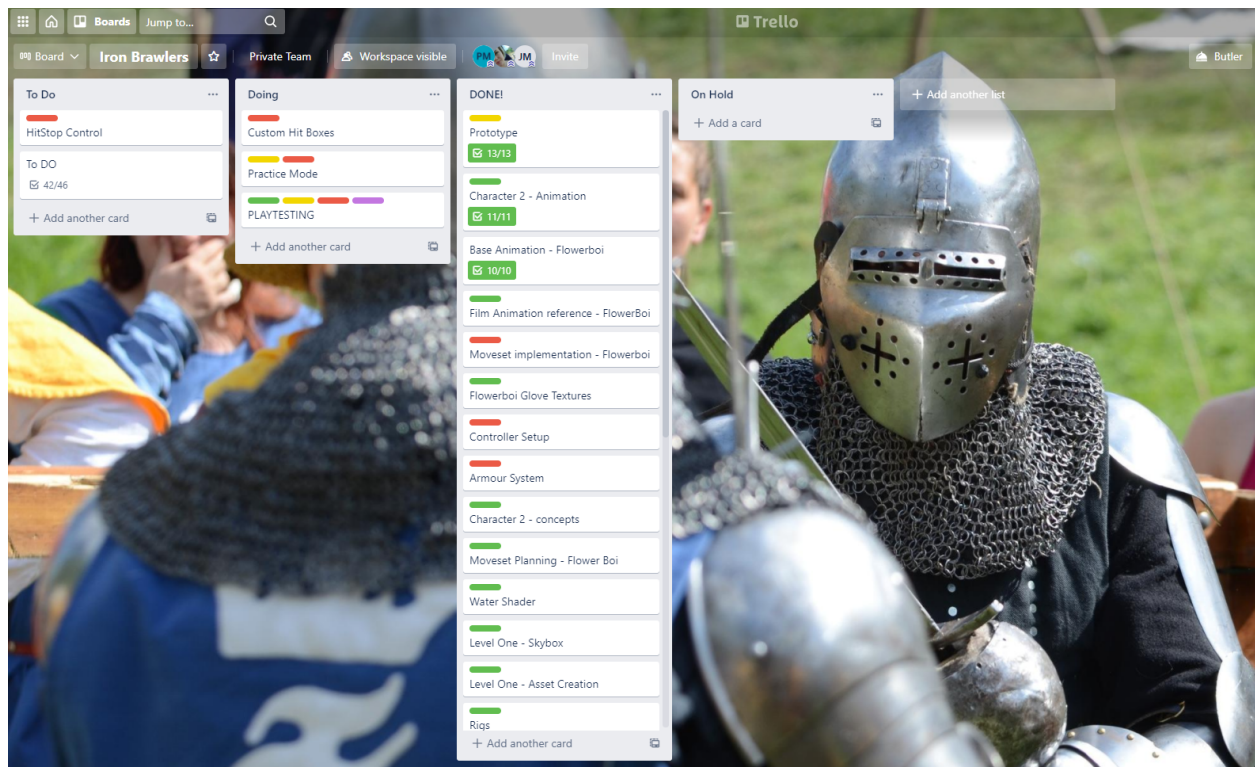 Boards
Jump to...
Trello
Board
Iron Brawlers
Private Team
Workspace visible
PM
JM
Invite
Butler
To Do
HitStop Control
To DO
42/46
+ Add another card
Doing
Custom Hit Boxes
Practice Mode
PLAYTESTING
+ Add another card
DONE!
Prototype
13/13
Character 2 - Animation
11/11
Base Animation - Flowerboi
10/10
Film Animation reference - FlowerBoi
Moveset implementation - Flowerboi
Flowerboi Glove Textures
Controller Setup
Armour System
Character 2 - concepts
Moveset Planning - Flower Boi
Water Shader
Level One - Skybox
Level One - Asset Creation
Rigs
+ Add another card
On Hold
+ Add a card
+ Add another list